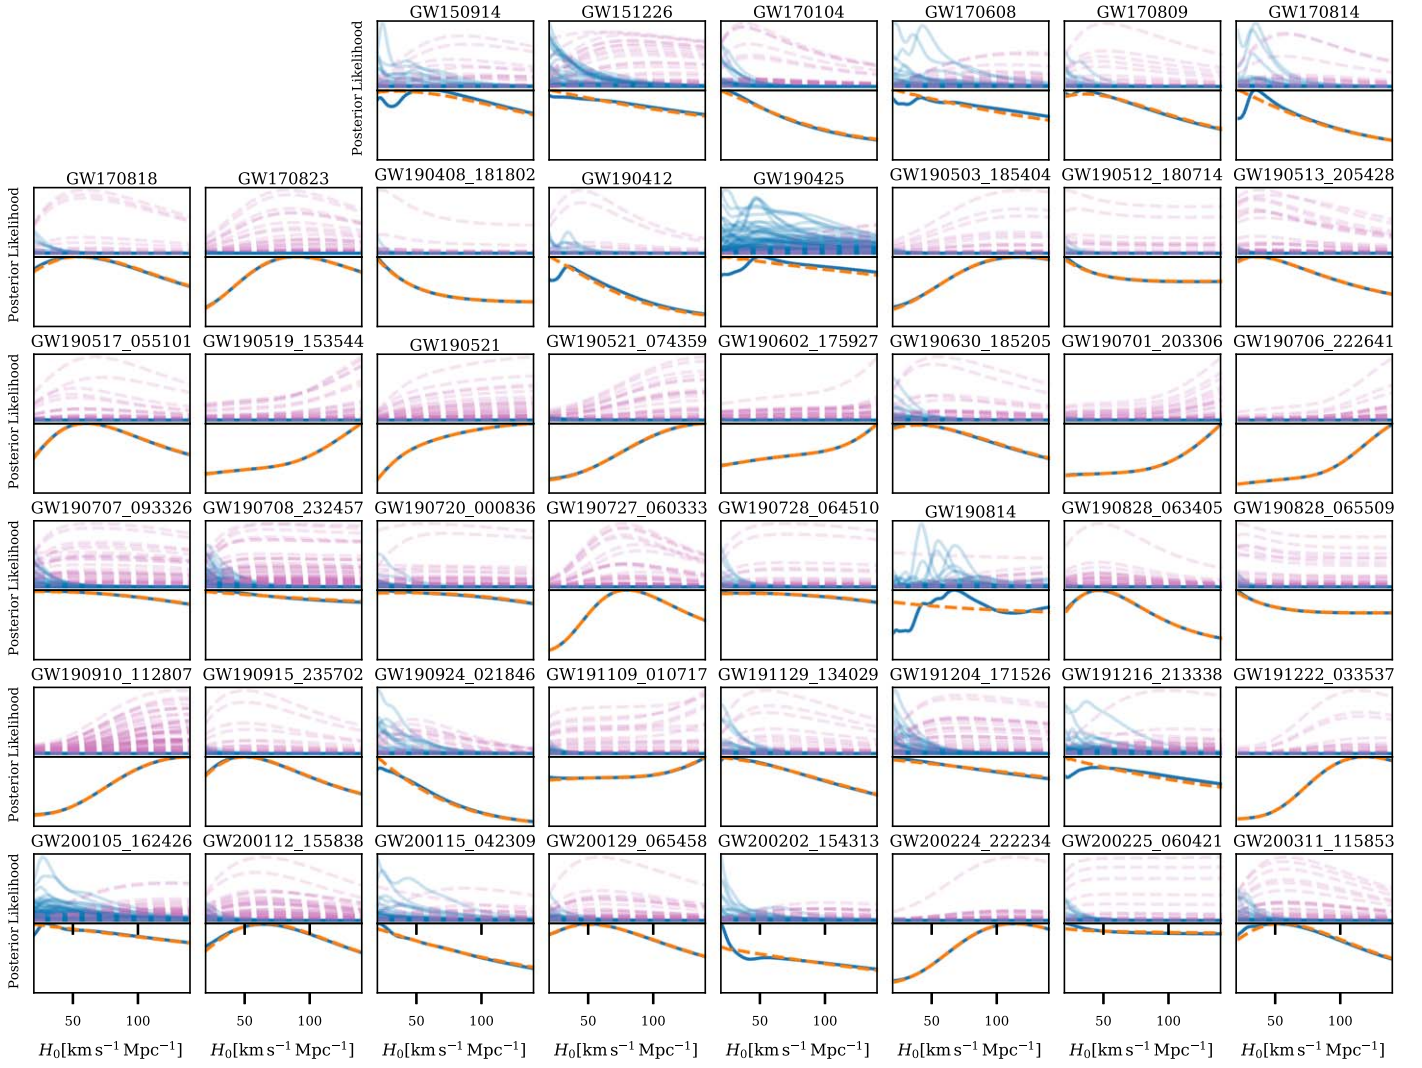 GW150914 GW151226 GW170104 GW170608 GW170809 GW170814
Posterior Likelihood
GW170818 GW170823 GW190408_181802 GW190412 GW190425 GW190503_185404 GW190512_180714 GW190513_205428
Posterior Likelihood
GW190517_055101 GW190519_153544 GW190521 GW190521_074359 GW190602_175927 GW190630_185205 GW190701_203306 GW190706_222641
Posterior Likelihood
GW190707_093326 GW190708_232457 GW190720_000836 GW190727_060333 GW190728_064510 GW190814 GW190828_063405 GW190828_065509
Posterior Likelihood
GW190910_112807 GW190915_235702 GW190924_021846 GW191109_010717 GW191129_134029 GW191204_171526 GW191216_213338 GW191222_033537
Posterior Likelihood
GW200105_162426 GW200112_155838 GW200115_042309 GW200129_065458 GW200202_154313 GW200224_222234 GW200225_060421 GW200311_115853
Posterior Likelihood
50 100 50 100 50 100 50 100 50 100 50 100 50 100 50 100
H₀[km s⁻¹ Mpc⁻¹] H₀[km s⁻¹ Mpc⁻¹] H₀[km s⁻¹ Mpc⁻¹] H₀[km s⁻¹ Mpc⁻¹] H₀[km s⁻¹ Mpc⁻¹] H₀[km s⁻¹ Mpc⁻¹] H₀[km s⁻¹ Mpc⁻¹] H₀[km s⁻¹ Mpc⁻¹]